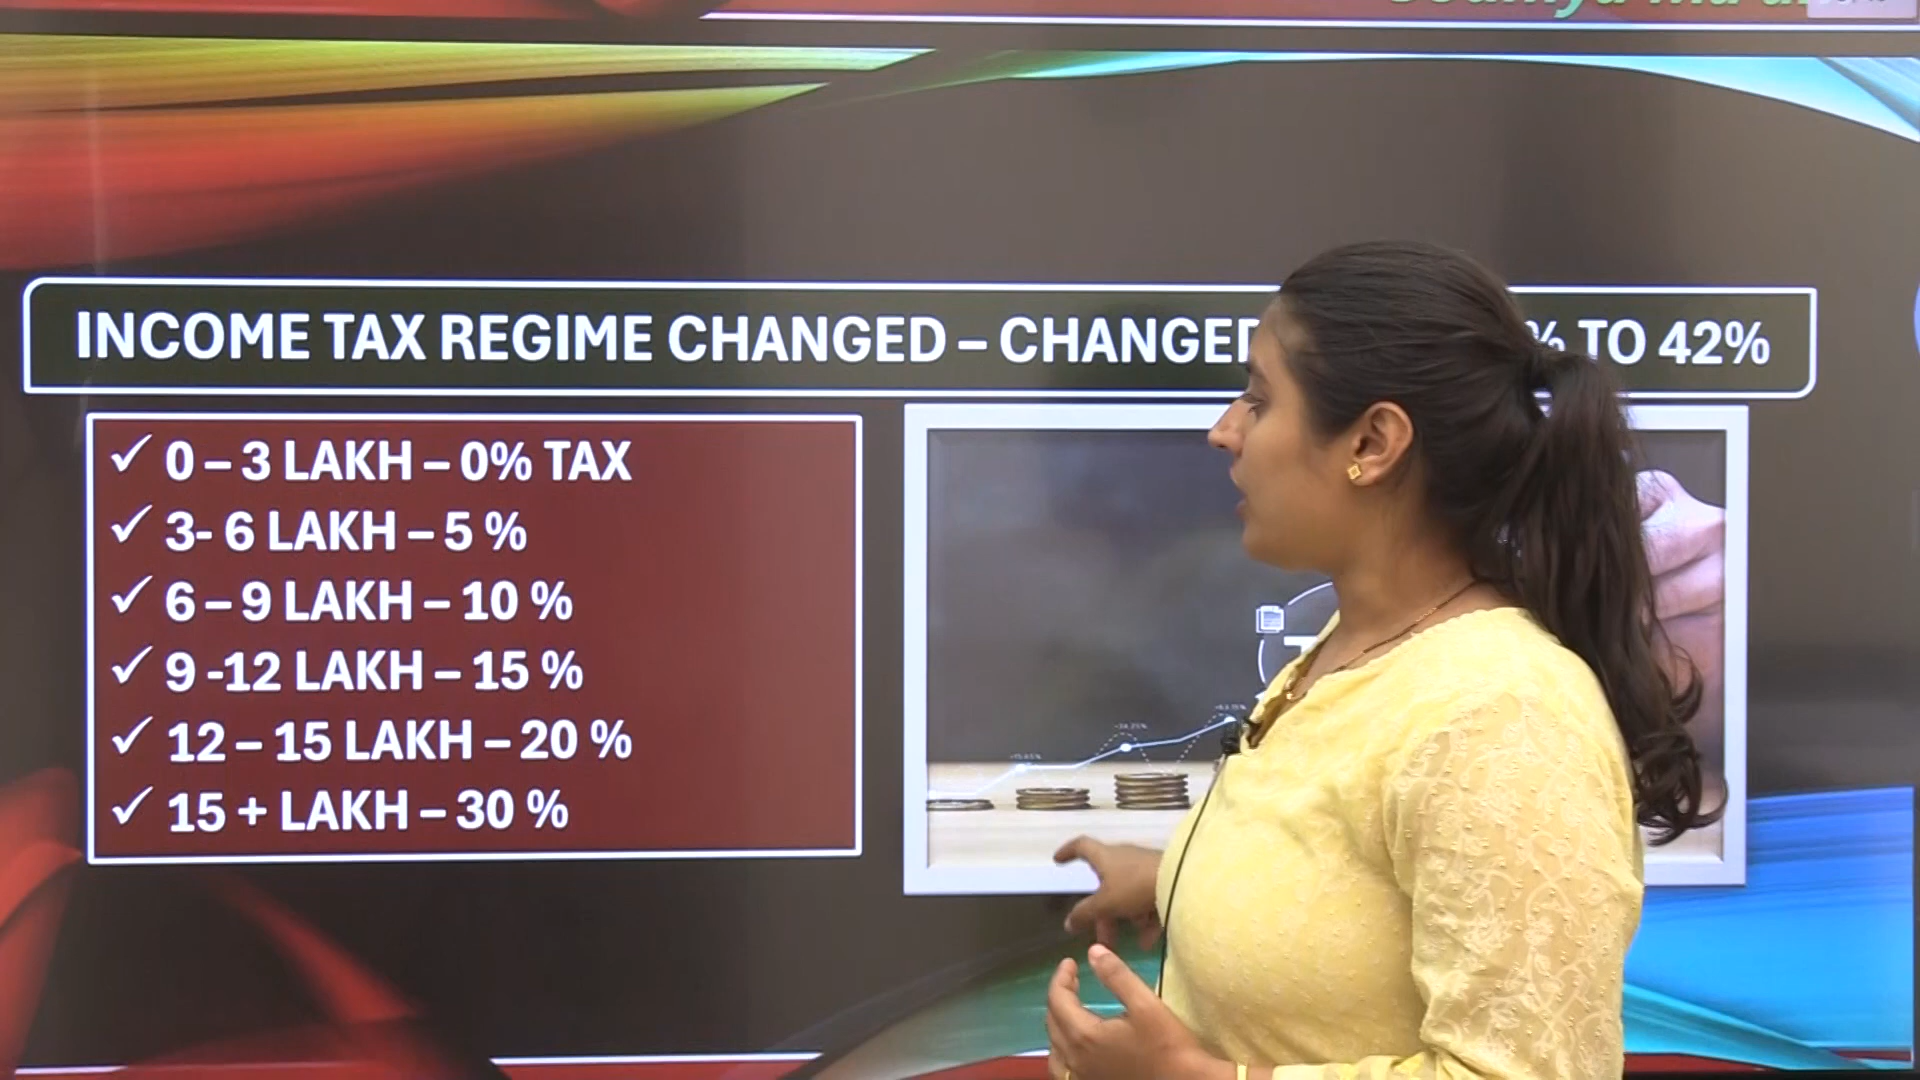 INCOME TAX REGIME CHANGED – CHANGED % TO 42%
✓ 0 – 3 LAKH – 0% TAX
✓ 3- 6 LAKH – 5 %
✓ 6 – 9 LAKH – 10 %
✓ 9 -12 LAKH – 15 %
✓ 12 – 15 LAKH – 20 %
✓ 15 + LAKH – 30 %